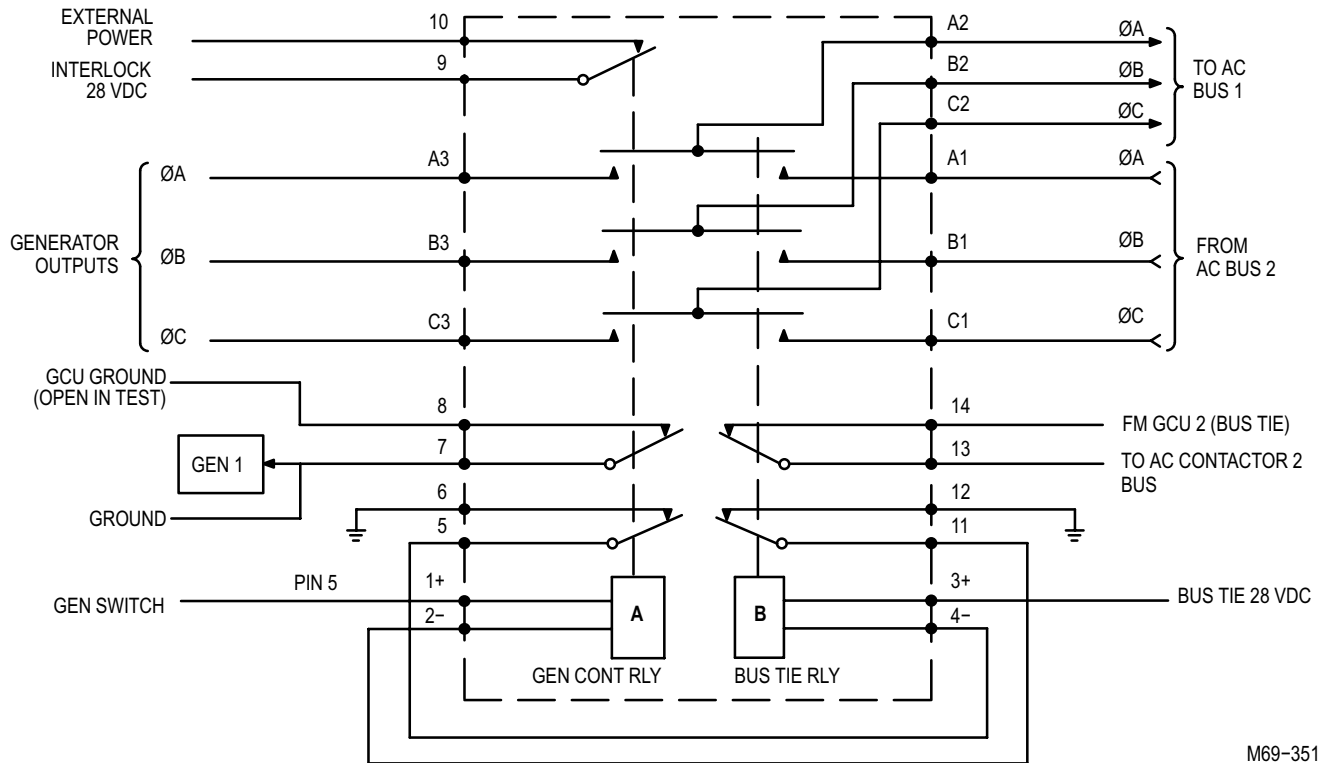 EXTERNAL
POWER
10
A2
ØA
INTERLOCK
28 VDC
9
B2
ØB
TO AC
BUS 1
C2
ØC
ØA
A3
A1
ØA
GENERATOR
OUTPUTS
ØB
B3
B1
ØB
FROM
AC BUS 2
ØC
C3
C1
ØC
GCU GROUND
(OPEN IN TEST)
8
14
FM GCU 2 (BUS TIE)
GEN 1
7
13
TO AC CONTACTOR 2
BUS
GROUND
6
12
5
11
GEN SWITCH
PIN 5
1+
A
B
3+
BUS TIE 28 VDC
2−
4−
GEN CONT RLY
BUS TIE RLY
M69−351